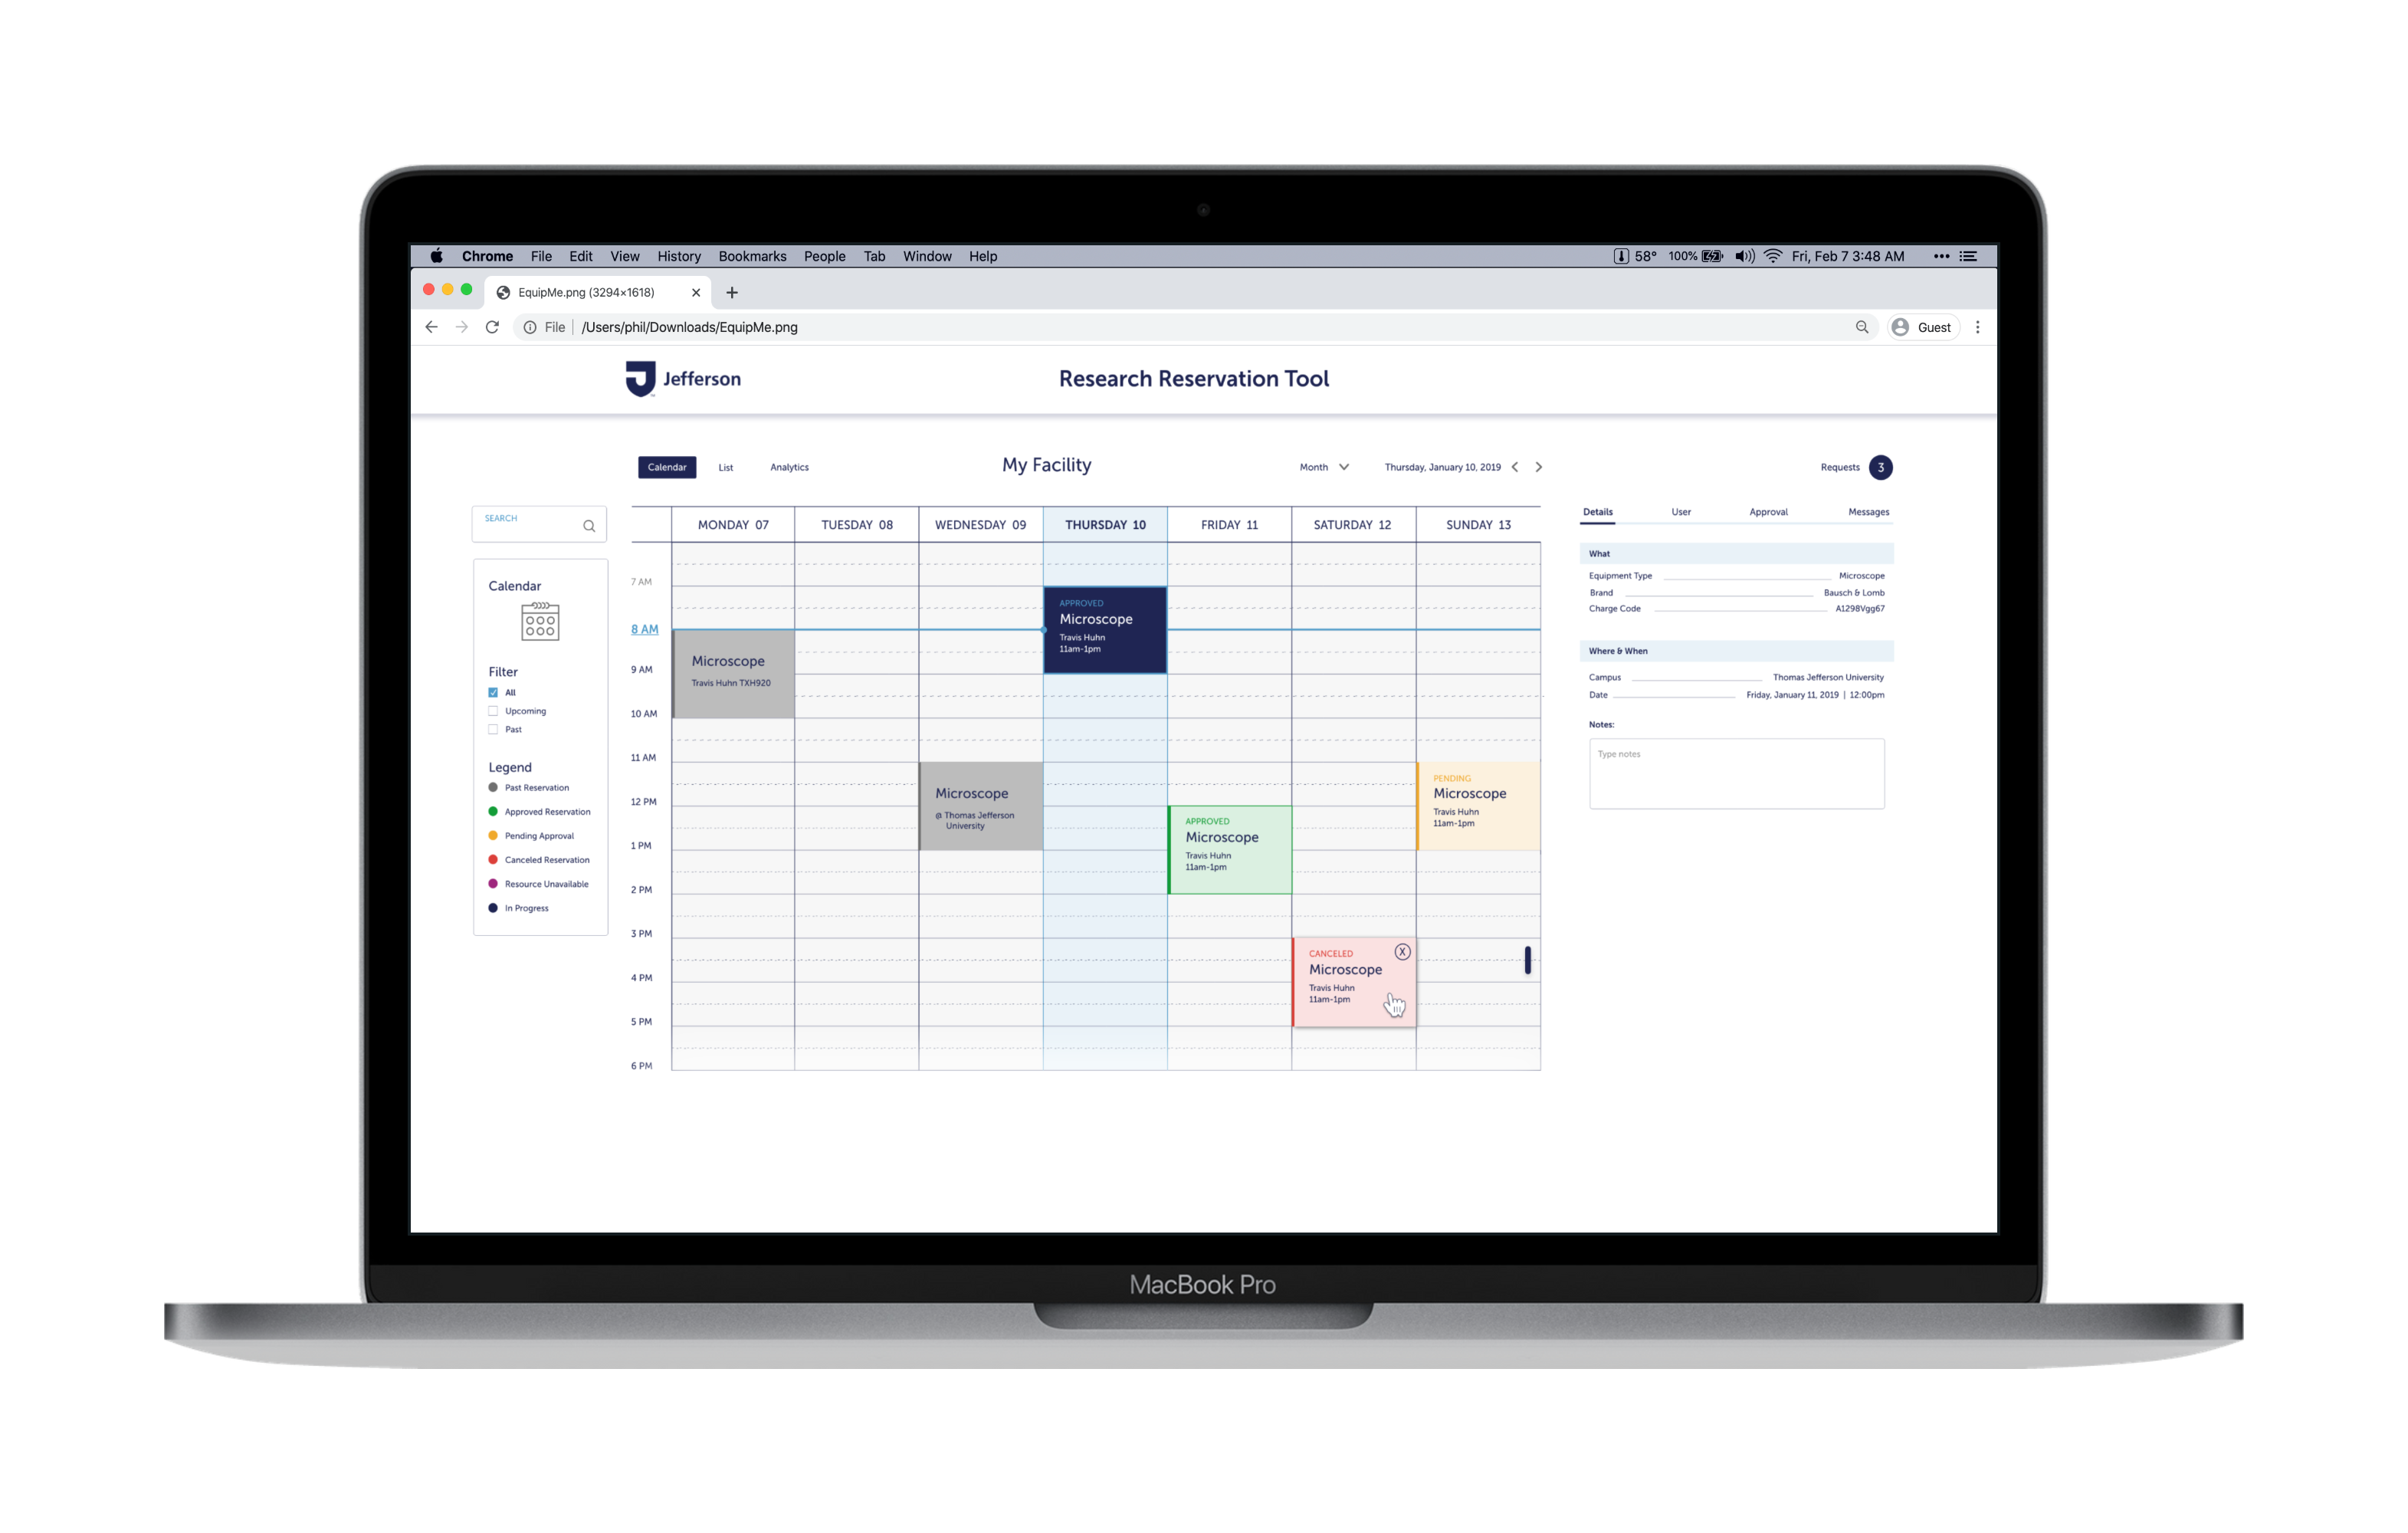 Chrome File Edit View History Bookmarks People Tab Window Help 58° 100% Fri, Feb 7 3:48 AM
EquipMe.png (3294×1618)
File /Users/phil/Downloads/EquipMe.png Guest
Jefferson
Research Reservation Tool
Calendar List Analytics My Facility Month Thursday, January 10, 2019 Requests 3
SEARCH
Calendar
Filter
All
Upcoming
Past
Legend
Past Reservation
Approved Reservation
Pending Approval
Canceled Reservation
Resource Unavailable
In Progress
MONDAY 07 TUESDAY 08 WEDNESDAY 09 THURSDAY 10 FRIDAY 11 SATURDAY 12 SUNDAY 13
7 AM
8 AM
9 AM
10 AM
11 AM
12 PM
1 PM
2 PM
3 PM
4 PM
5 PM
6 PM
Microscope
Travis Huhn TXH920
Microscope
@ Thomas Jefferson
University
APPROVED
Microscope
Travis Huhn
11am-1pm
APPROVED
Microscope
Travis Huhn
11am-1pm
CANCELED X
Microscope
Travis Huhn
11am-1pm
PENDING
Microscope
Travis Huhn
11am-1pm
Details User Approval Messages
What
Equipment Type Microscope
Brand Bausch & Lomb
Charge Code A1298Vgg67
Where & When
Campus Thomas Jefferson University
Date Friday, January 11, 2019 | 12:00pm
Notes:
Type notes
MacBook Pro